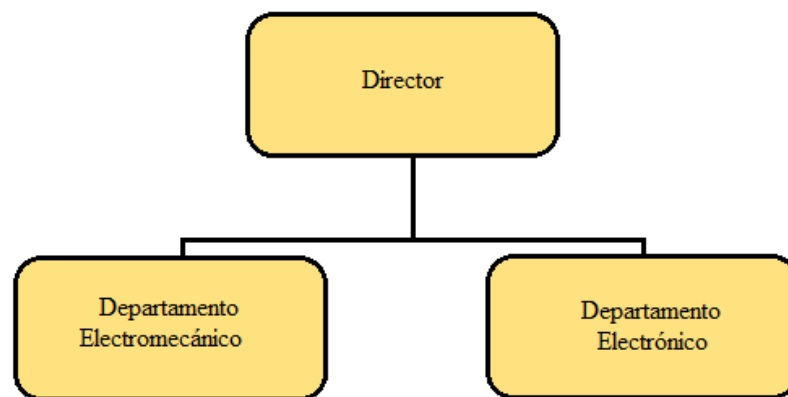 Director
Departamento
Electromecánico
Departamento
Electrónico